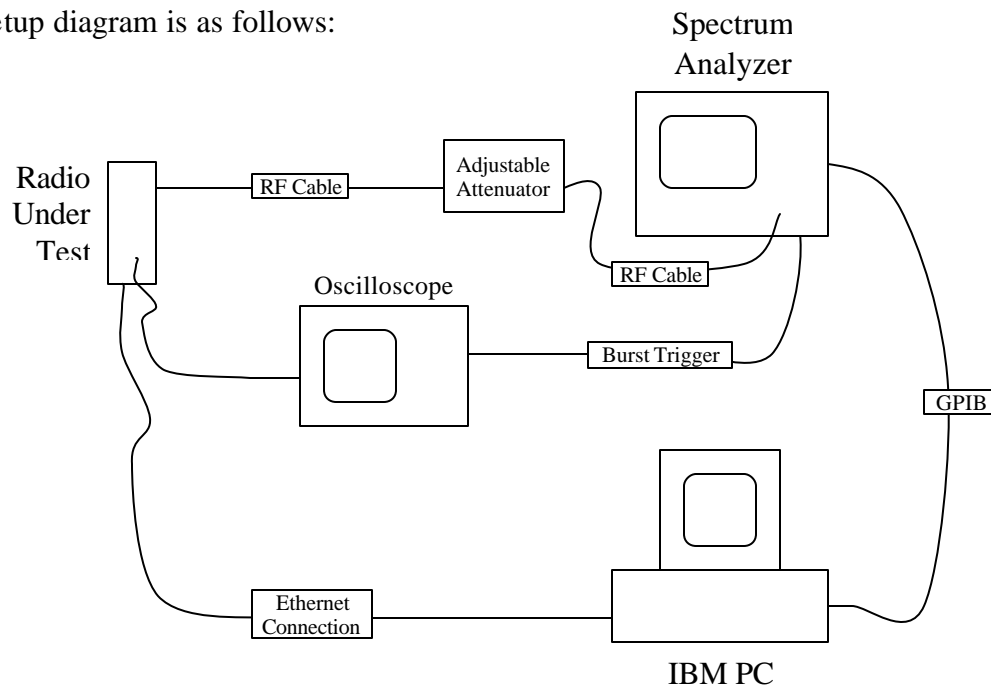 tup diagram is as follows:
Spectrum
Analyzer
Radio
Under
Test
RF Cable
Adjustable
Attenuator
RF Cable
Oscilloscope
Burst Trigger
GPIB
Ethernet
Connection
IBM PC